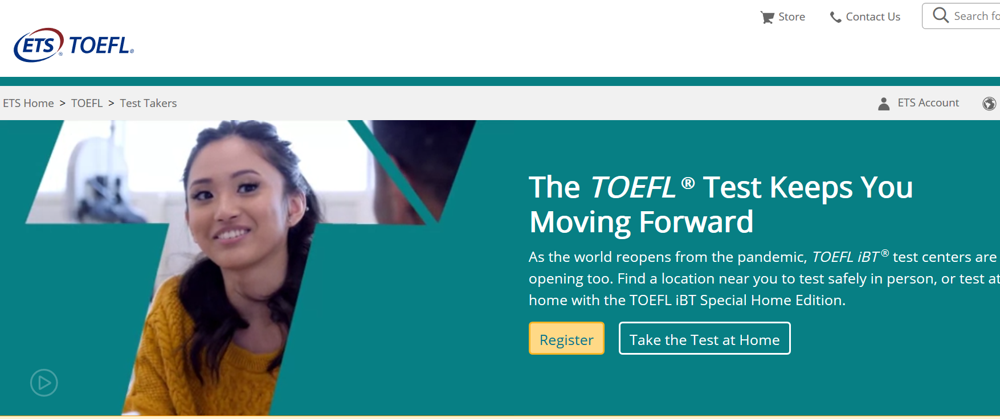 Store
Contact Us
Search fo
ETS® TOEFL®
ETS Home > TOEFL > Test Takers
ETS Account
The TOEFL® Test Keeps You
Moving Forward
As the world reopens from the pandemic, TOEFL iBT® test centers are
opening too. Find a location near you to test safely in person, or test at
home with the TOEFL iBT Special Home Edition.
Register
Take the Test at Home